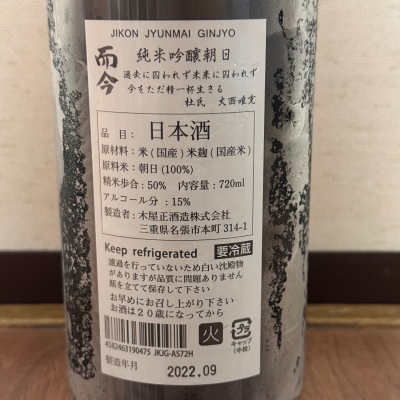 JIKON JYUNMAI GINJYO
而今
純米吟醸朝日
過去に囚われず未来に囚われず
今をただ精一杯生きる
杜氏 大西唯克
品目：日本酒
原材料：米(国産)米麹(国産米)
原料米：朝日(100%)
精米歩合：50% 内容量：720ml
アルコール分：15%
製造者：木屋正酒造株式会社
三重県名張市本町 314-1
Keep refrigerated 要冷蔵
濾過を行っていないため白い沈殿物
がありますが品質に問題ありません
瓶を立てて保存して下さい
お早めにお召し上がり下さい
お酒は２０歳になってから
4582463190475 JKJG-AS72H
火
キャップ
(中栓)
製造年月
2022.09